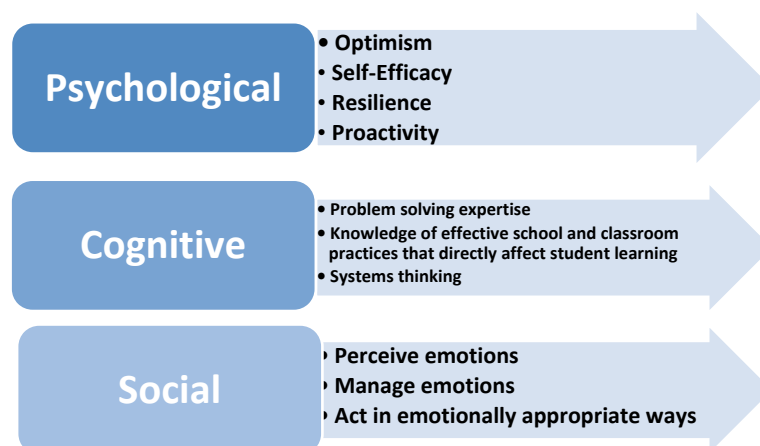 Psychological
• Optimism
• Self-Efficacy
• Resilience
• Proactivity
Cognitive
• Problem solving expertise
• Knowledge of effective school and classroom
practices that directly affect student learning
• Systems thinking
Social
• Perceive emotions
• Manage emotions
• Act in emotionally appropriate ways